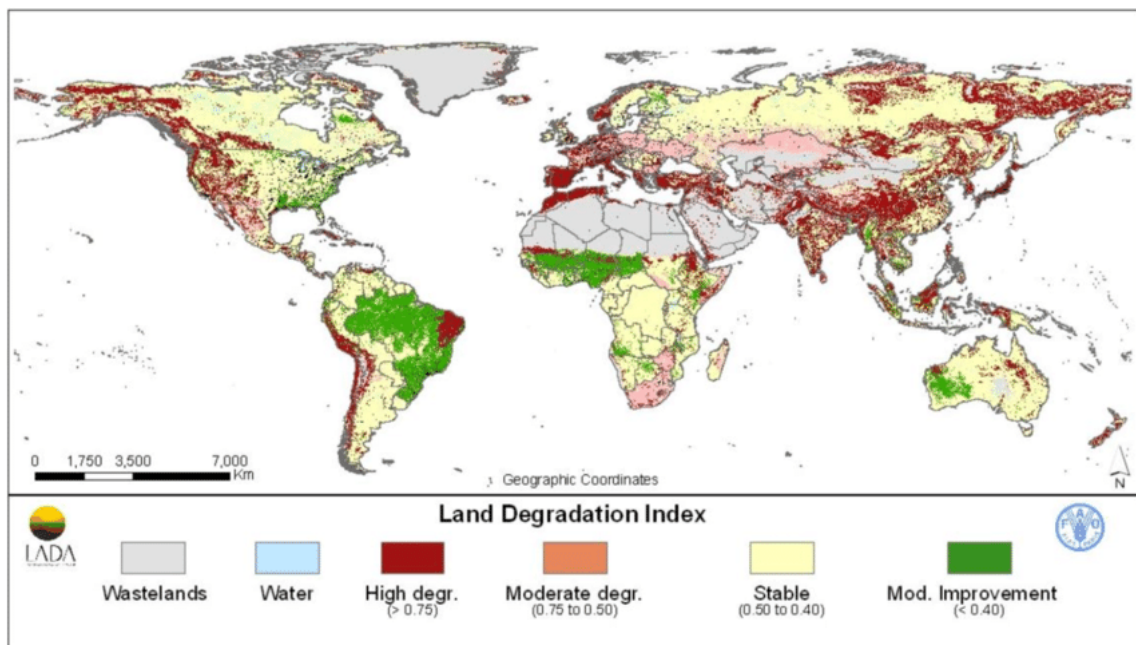 0 1,750 3,500 7,000
Km
Geographic Coordinates
N
Land Degradation Index
LADA
F A O
Wastelands
Water
High degr.
(> 0.75)
Moderate degr.
(0.75 to 0.50)
Stable
(0.50 to 0.40)
Mod. Improvement
(< 0.40)